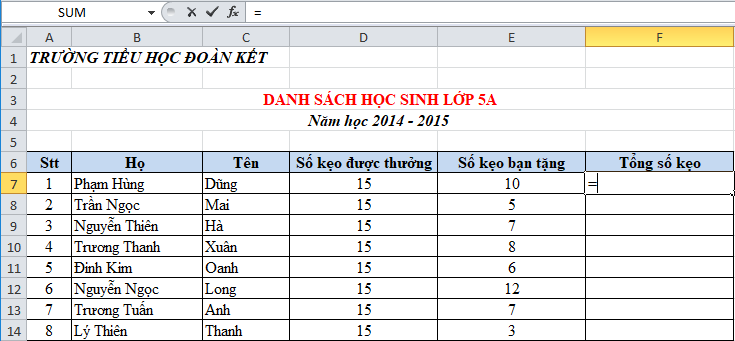 SUM fx =
A B C D E F
1 TRƯỜNG TIỂU HỌC ĐOÀN KẾT
2
3 DANH SÁCH HỌC SINH LỚP 5A
4 Năm học 2014 - 2015
5
6 Stt Họ Tên Số kẹo được thưởng Số kẹo bạn tặng Tổng số kẹo
7 1 Phạm Hùng Dũng 15 10 =
8 2 Trần Ngọc Mai 15 5
9 3 Nguyễn Thiên Hà 15 7
10 4 Trương Thanh Xuân 15 8
11 5 Đinh Kim Oanh 15 6
12 6 Nguyễn Ngọc Long 15 12
13 7 Trương Tuấn Anh 15 7
14 8 Lý Thiên Thanh 15 3